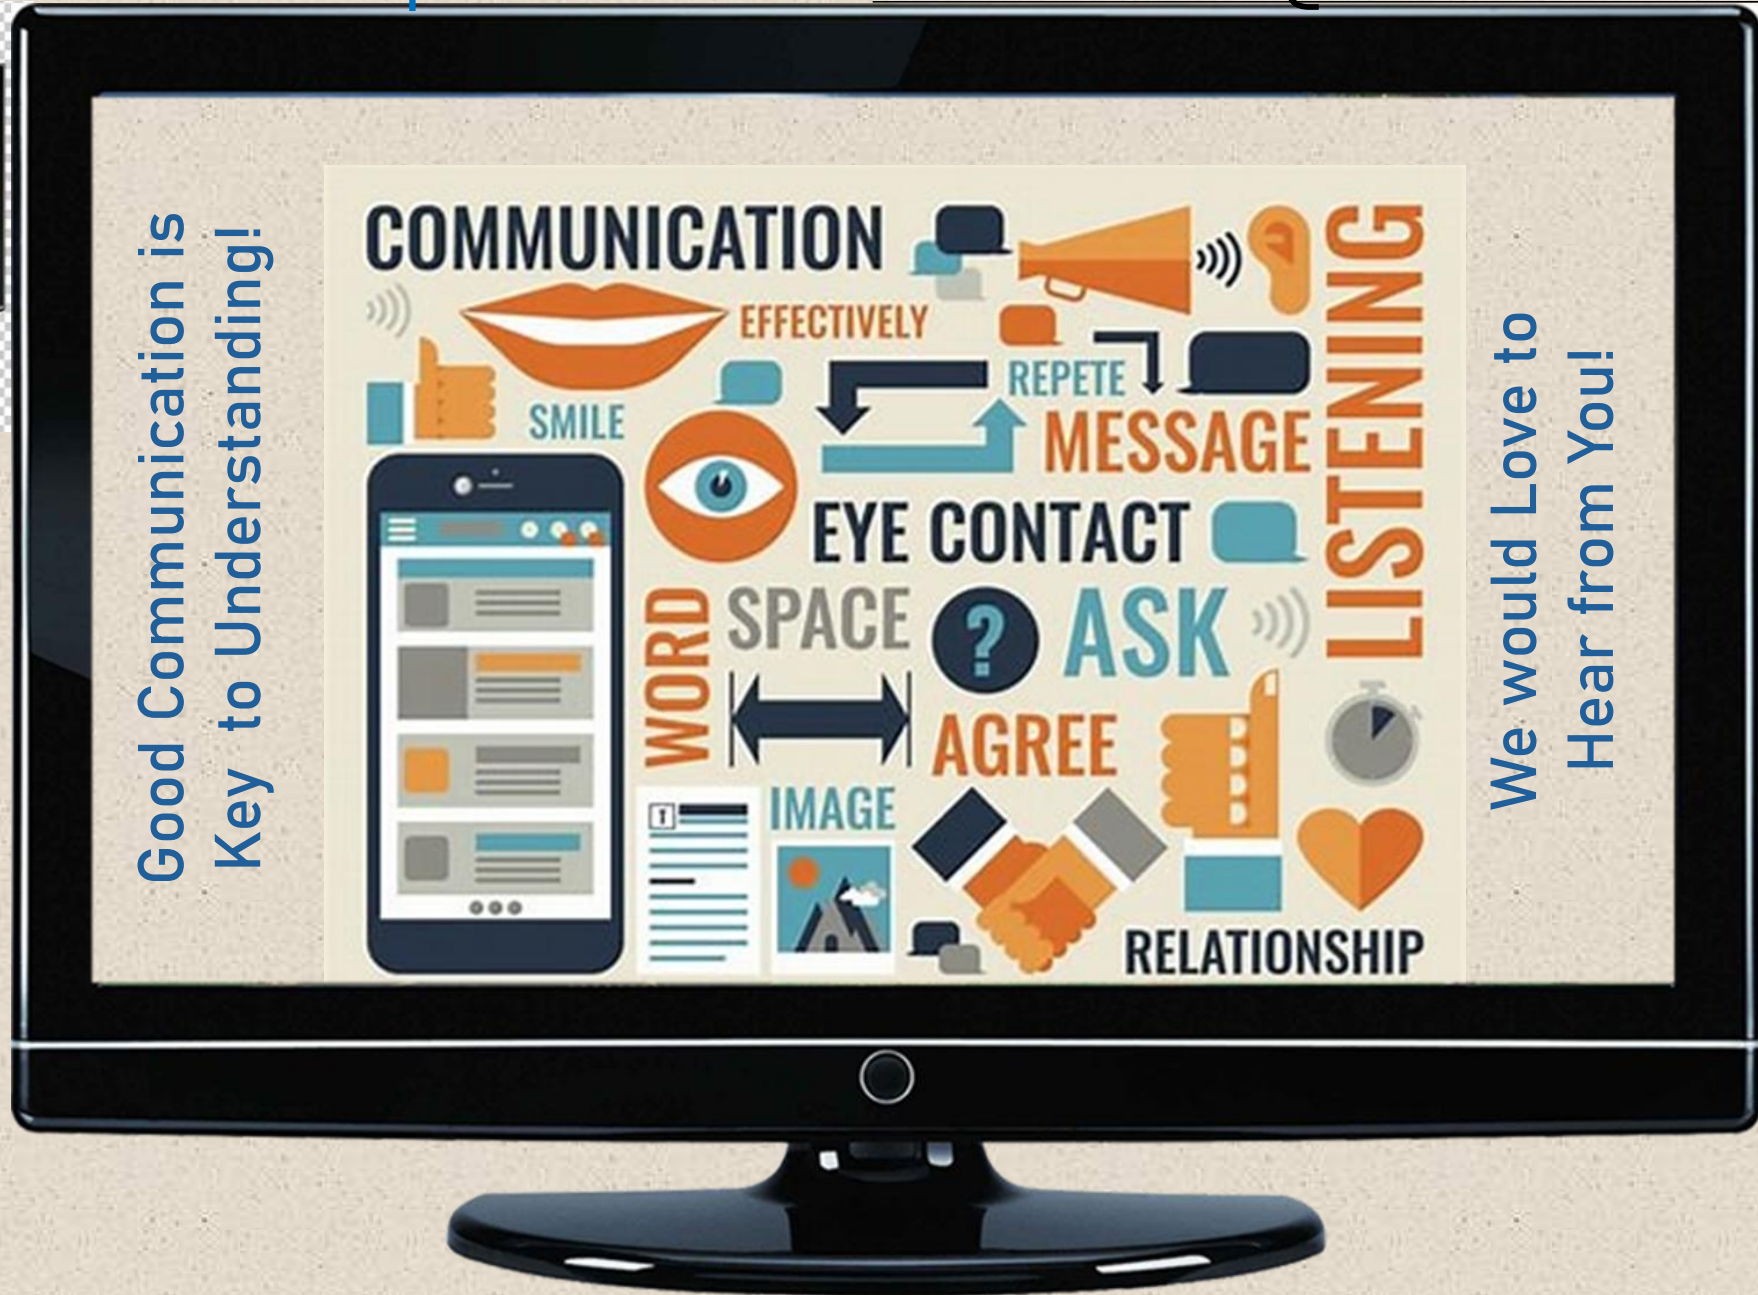 Good Communication is
Key to Understanding!
COMMUNICATION
EFFECTIVELY
SMILE
REPETE
MESSAGE
LISTENING
EYE CONTACT
WORD
SPACE
?
ASK
AGREE
IMAGE
RELATIONSHIP
We would Love to
Hear from You!